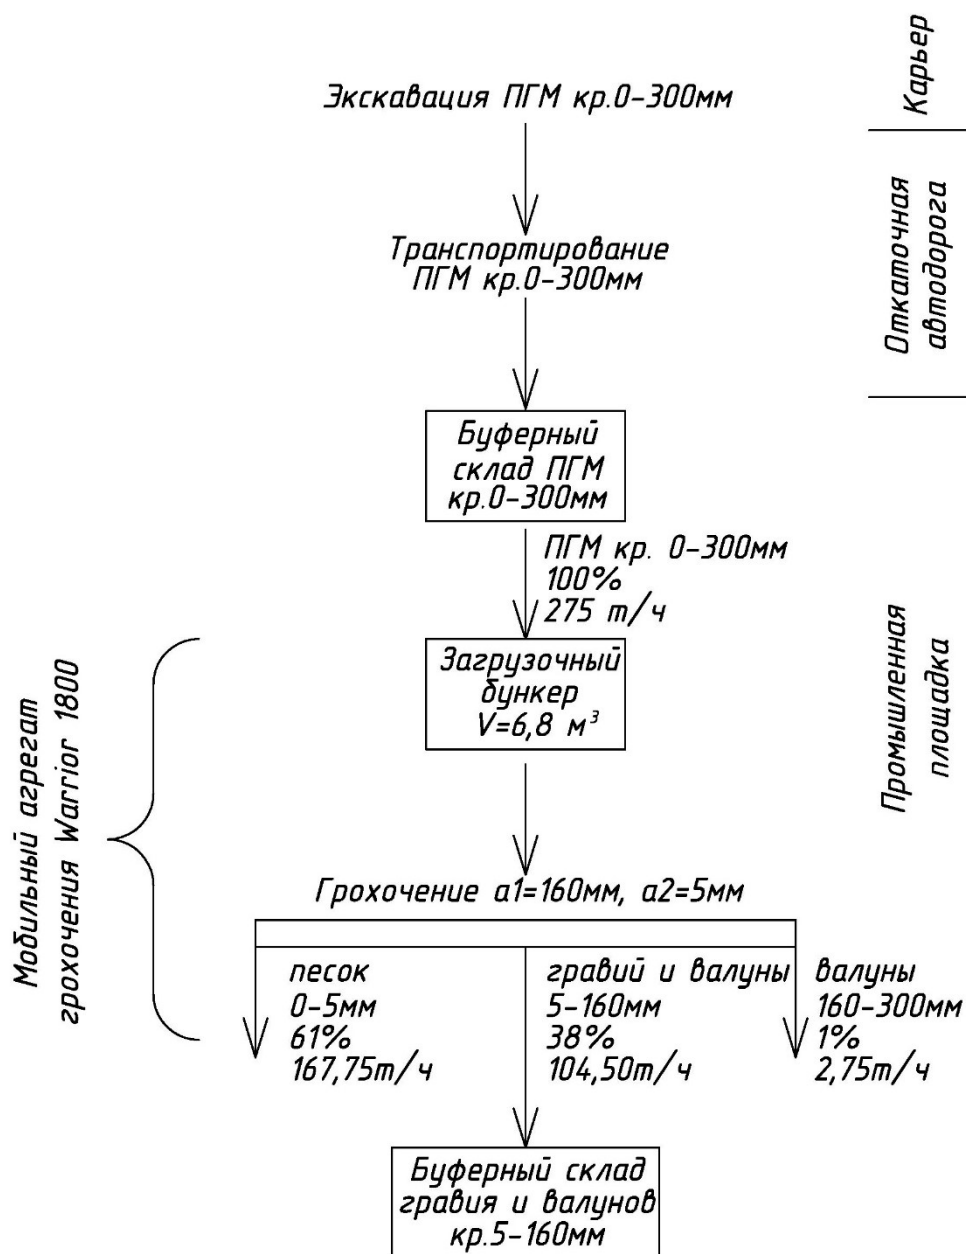 Карьер
Экскавация ПГМ кр.0-300мм
Откаточная
автодорога
Транспортирование
ПГМ кр.0-300мм
Буферный
склад ПГМ
кр.0-300мм
ПГМ кр. 0-300мм
100%
275 т/ч
Промышленная
площадка
Загрузочный
бункер
V=6,8 м³
Мобильный агрегат
грохочения Warrior 1800
Грохочение а1=160мм, а2=5мм
песок
0-5мм
61%
167,75т/ч
гравий и валуны
5-160мм
38%
104,50т/ч
валуны
160-300мм
1%
2,75т/ч
Буферный склад
гравия и валунов
кр.5-160мм